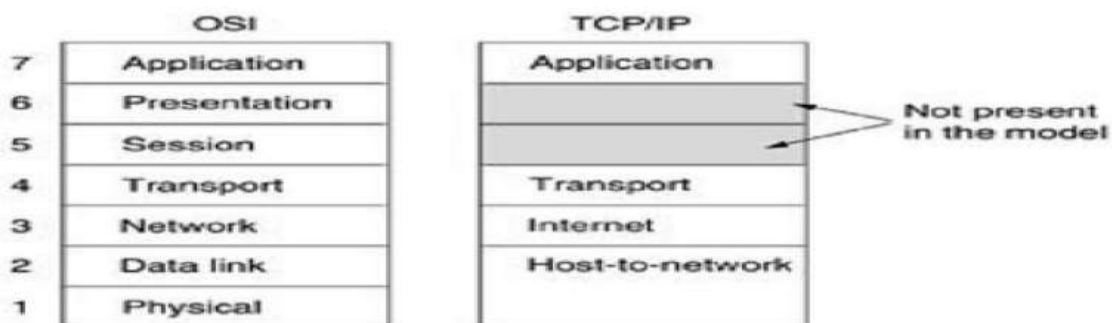 OSI TCP/IP
7 Application Application
6 Presentation
5 Session
Not present
in the model
4 Transport Transport
3 Network Internet
2 Data link Host-to-network
1 Physical